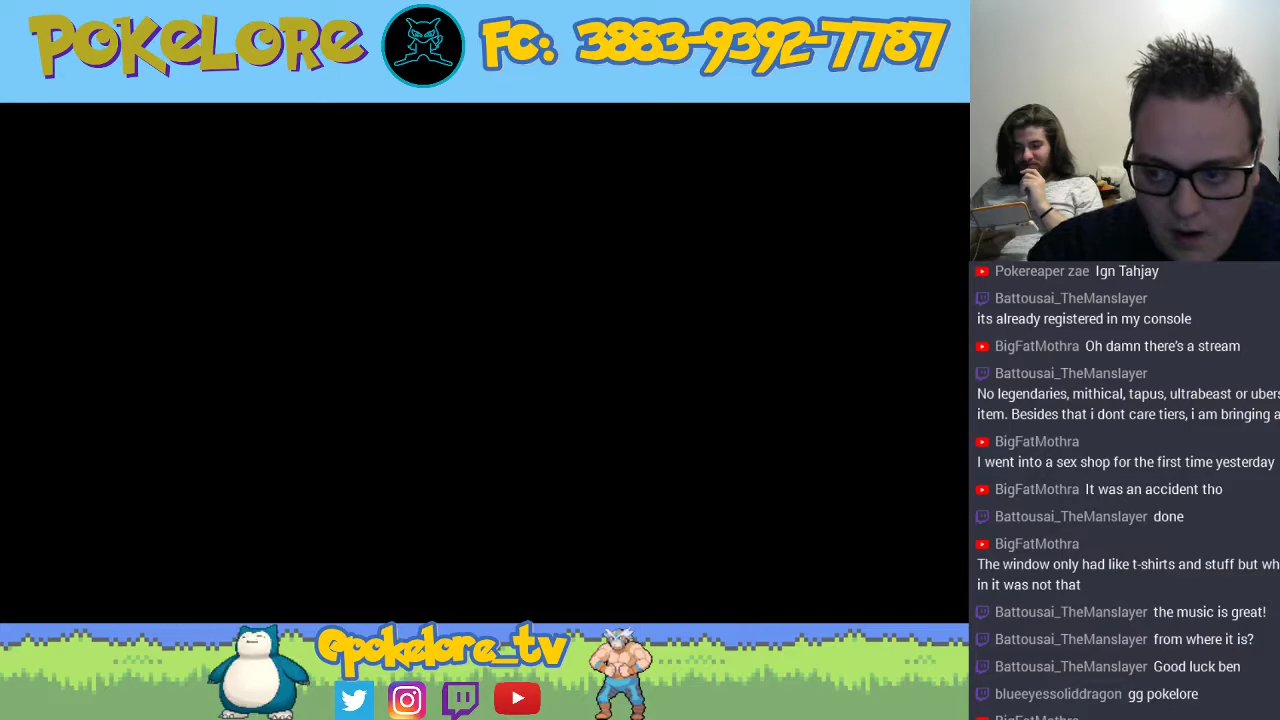 POKELORE FC: 3883-9392-7787
Pokereaper zae Ign Tahjay
Battousai_TheManslayer
its already registered in my console
BigFatMothra Oh damn there's a stream
Battousai_TheManslayer
No legendaries, mithical, tapus, ultrabeast or ubers
item. Besides that i dont care tiers, i am bringing a
BigFatMothra
I went into a sex shop for the first time yesterday
BigFatMothra It was an accident tho
Battousai_TheManslayer done
BigFatMothra
The window only had like t-shirts and stuff but wh
in it was not that
Battousai_TheManslayer the music is great!
Battousai_TheManslayer from where it is?
Battousai_TheManslayer Good luck ben
blueeyessoliddragon gg pokelore
BigFatMothra
@pokelore_tv